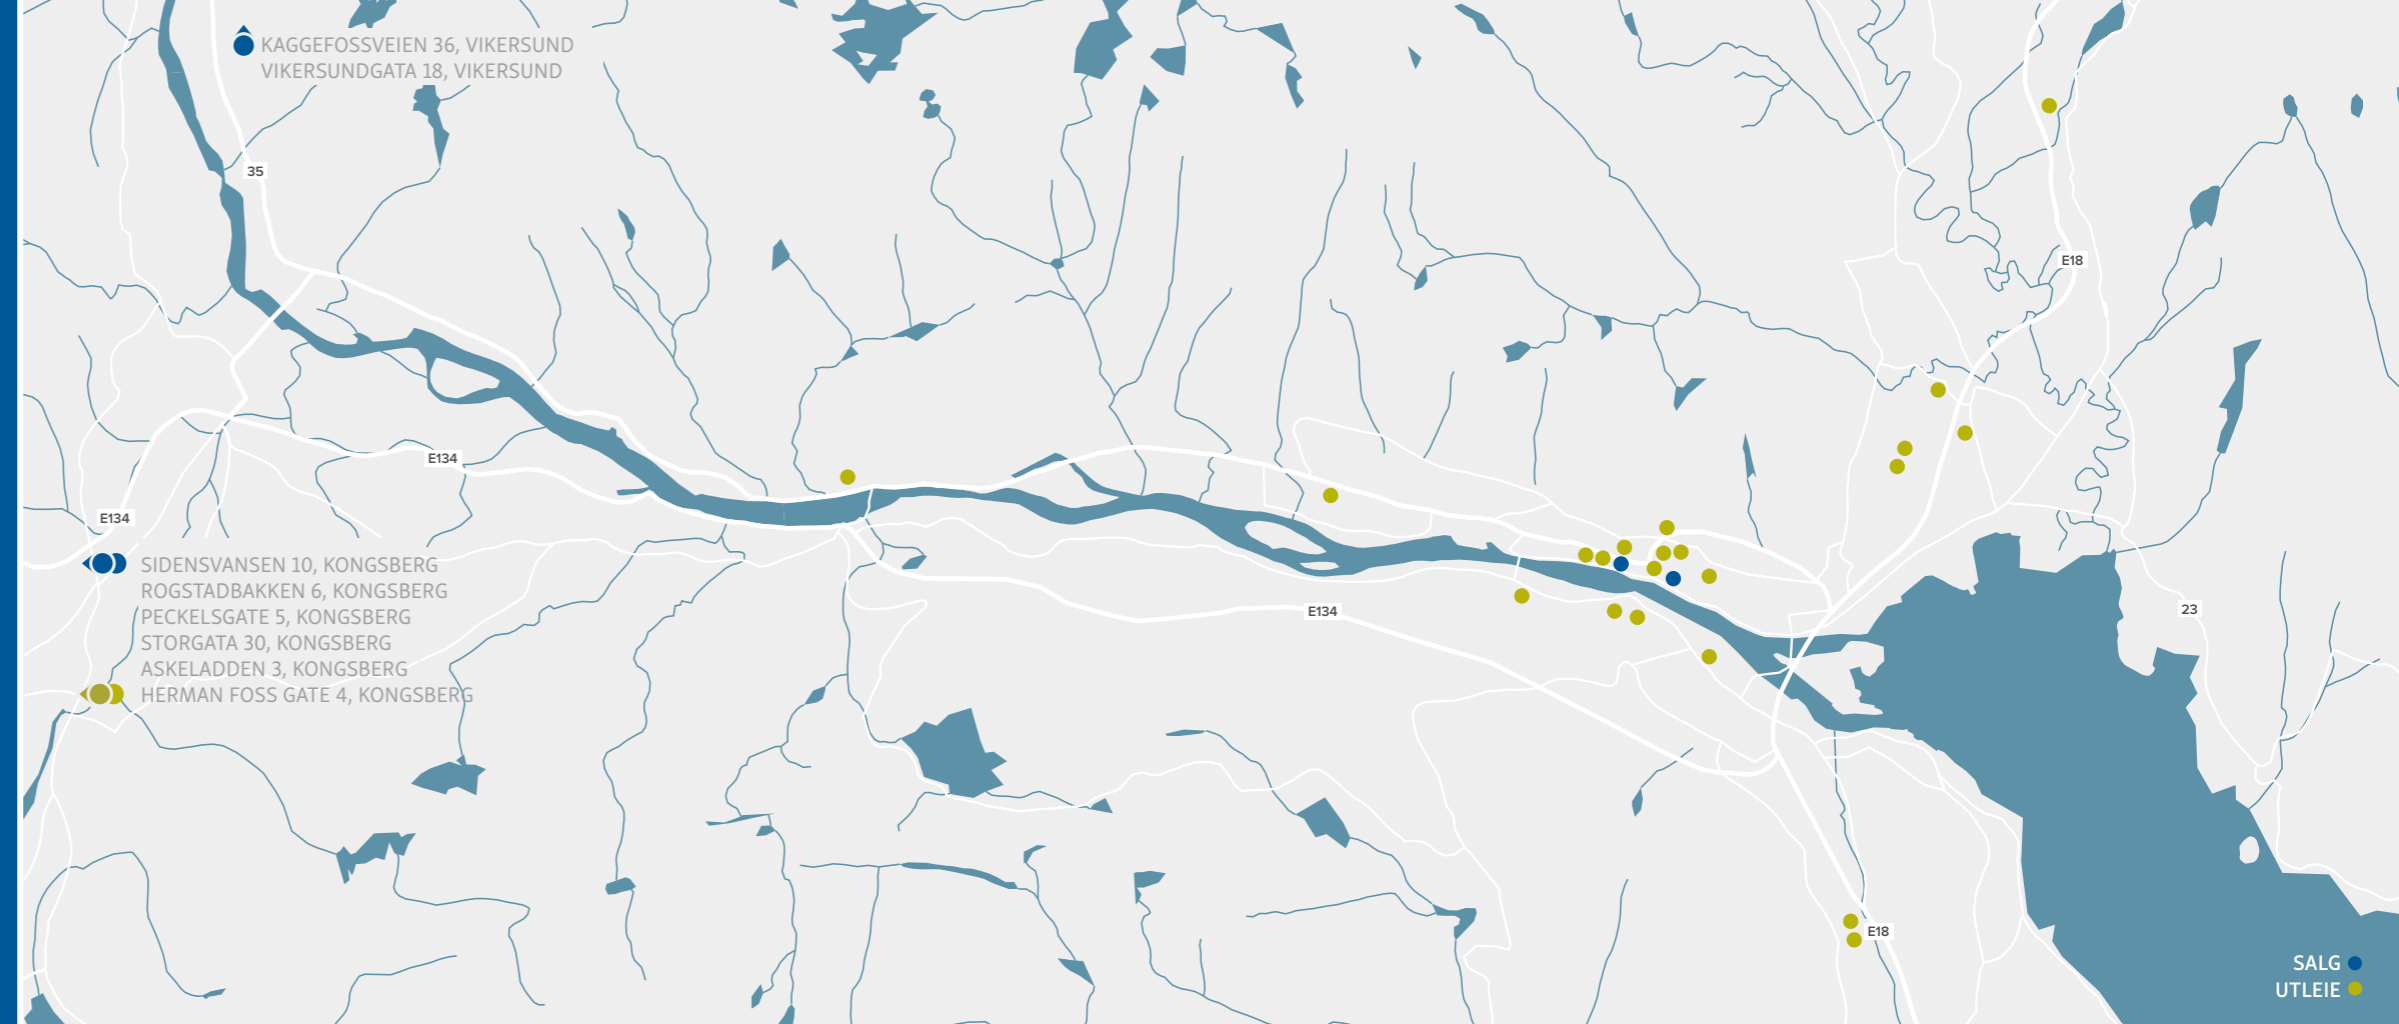 KAGGEFOSSVEIEN 36, VIKERSUND
VIKERSUNDGATA 18, VIKERSUND
35
E18
E134
E134
SIDENSVANSEN 10, KONGSBERG
ROGSTADBAKKEN 6, KONGSBERG
PECKELSGATE 5, KONGSBERG
STORGATA 30, KONGSBERG
ASKELADDEN 3, KONGSBERG
HERMAN FOSS GATE 4, KONGSBERG
E134
23
E18
SALG
UTLEIE